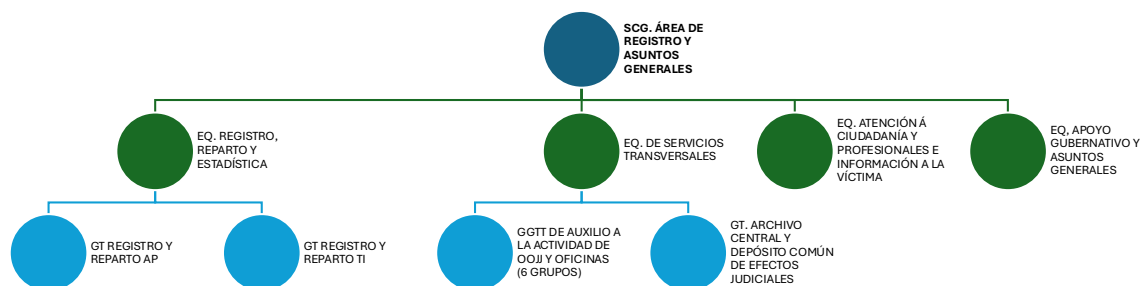 SCG. ÁREA DE
REGISTRO Y
ASUNTOS
GENERALES
EQ. REGISTRO,
REPARTO Y
ESTADÍSTICA
EQ. DE SERVICIOS
TRANSVERSALES
EQ. ATENCIÓN Á
CIUDADANÍA Y
PROFESIONALES E
INFORMACIÓN A LA
VÍCTIMA
EQ, APOYO
GUBERNATIVO Y
ASUNTOS
GENERALES
GT REGISTRO Y
REPARTO AP
GT REGISTRO Y
REPARTO TI
GGTT DE AUXILIO A
LA ACTIVIDAD DE
OOJJ Y OFICINAS
(6 GRUPOS)
GT. ARCHIVO
CENTRAL Y
DEPÓSITO COMÚN
DE EFECTOS
JUDICIALES